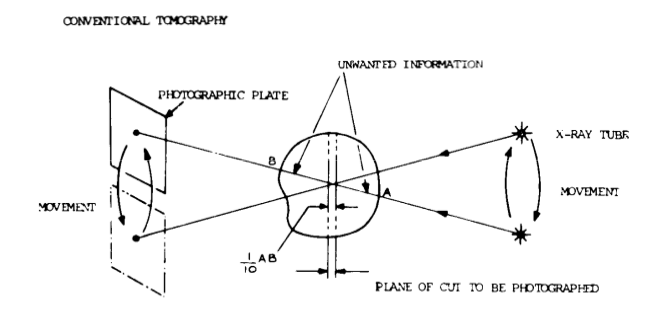 CONVENTIONAL TOMOGRAPHY
UNWANTED INFORMATION
PHOTOGRAPHIC PLATE
X-RAY TUBE
B
A
MOVEMENT
MOVEMENT
1/10 AB
PLANE OF CUT TO BE PHOTOGRAPHED